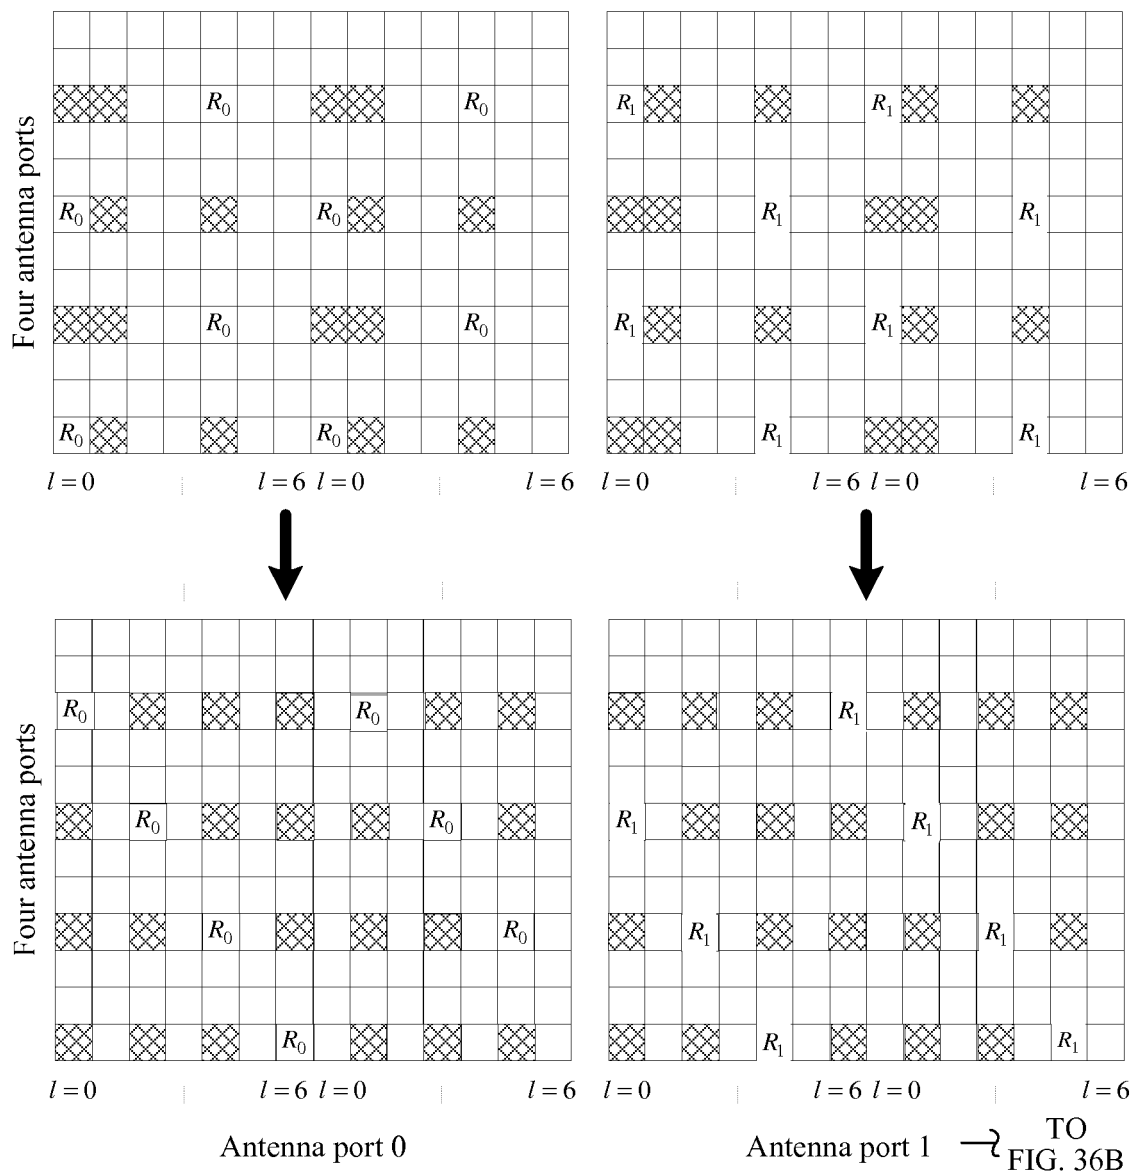 R0 R0 R1 R1
R0 R0 R1 R1
R0 R0 R1 R1
R0 R0 R1 R1
Four antenna ports
l = 0 l = 6 l = 0 l = 6 l = 0 l = 6 l = 0 l = 6
R0 R0 R1
R0 R0 R1 R1
R0 R0 R1 R1
R0 R1 R1
Four antenna ports
l = 0 l = 6 l = 0 l = 6 l = 0 l = 6 l = 0 l = 6
Antenna port 0 Antenna port 1 TO
FIG. 36B